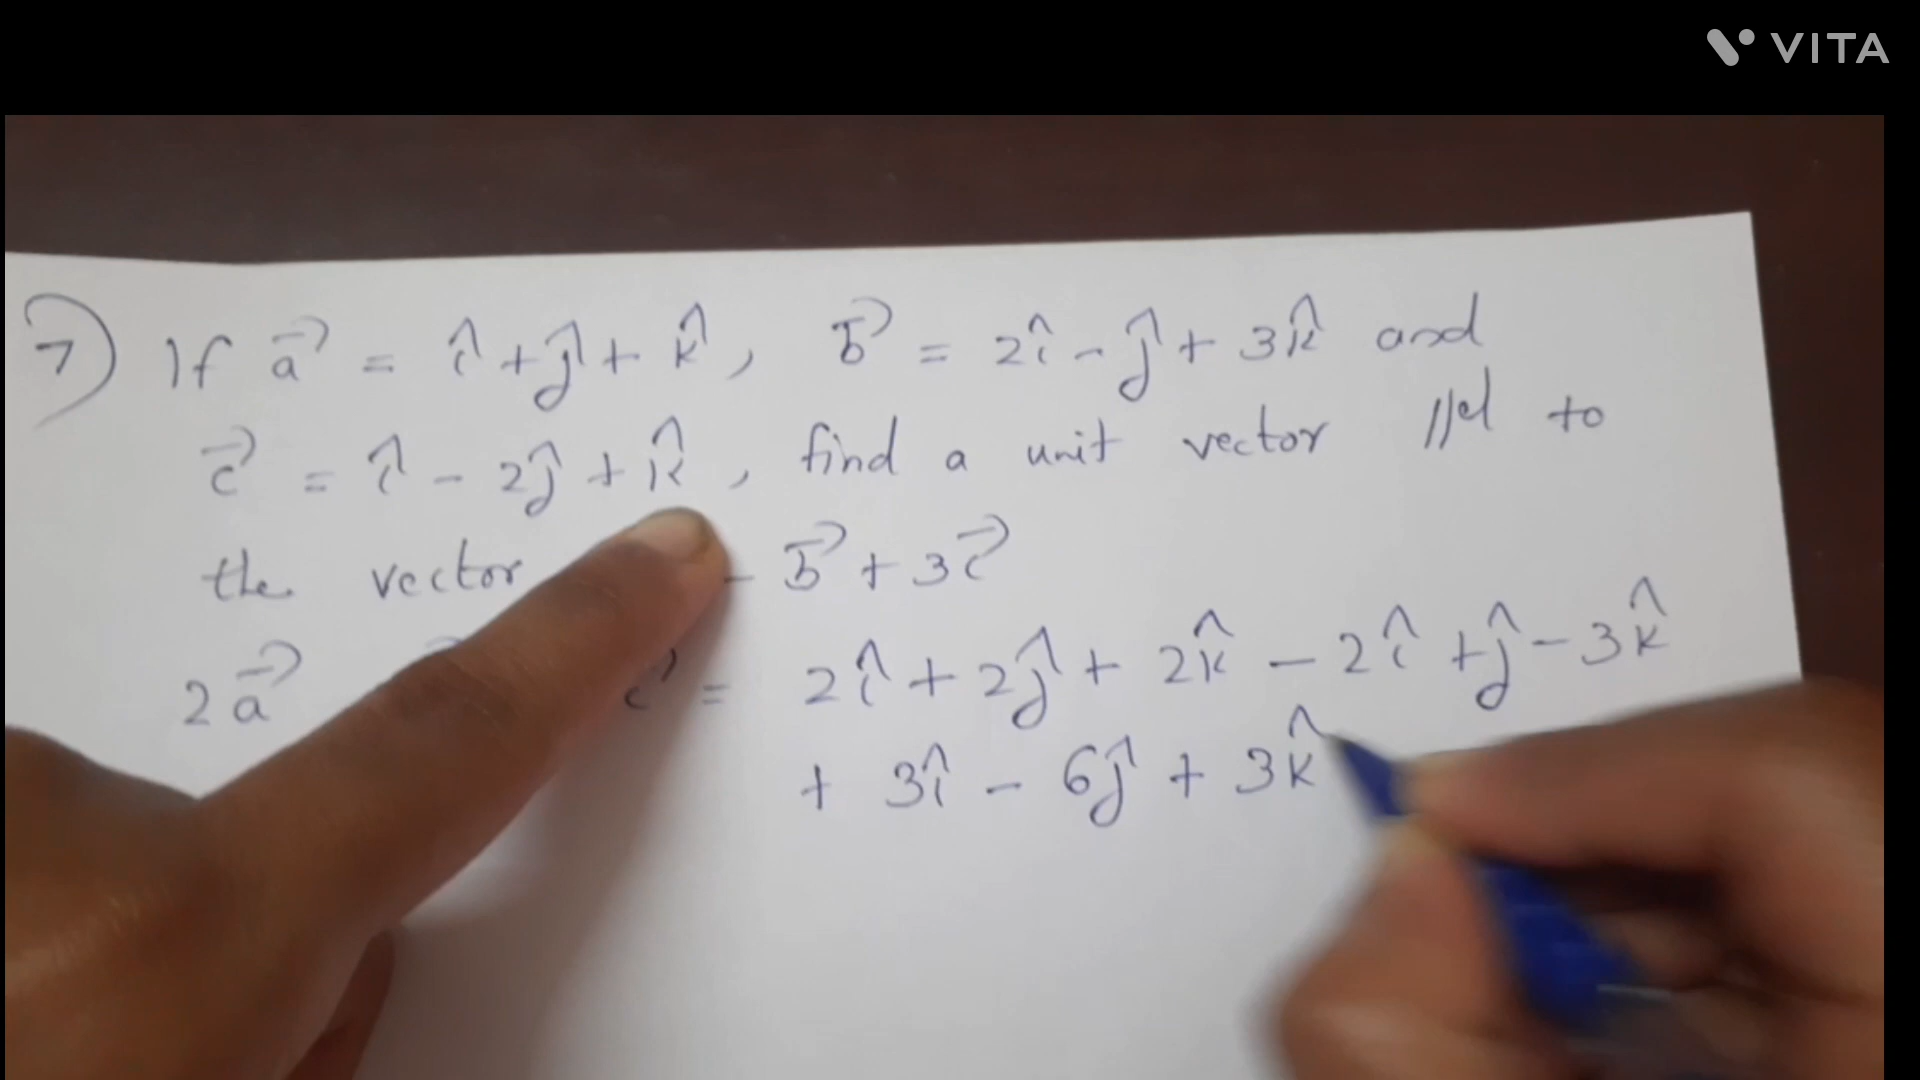 VITA
7) If a⃗ = î + ĵ + k̂, b⃗ = 2î - ĵ + 3k̂ and
c⃗ = î - 2ĵ + k̂, find a unit vector ||el to
the vector - b⃗ + 3c⃗
2a⃗ c⃗ = 2î + 2ĵ + 2k̂ - 2î + ĵ - 3k̂
+ 3î - 6ĵ + 3k̂